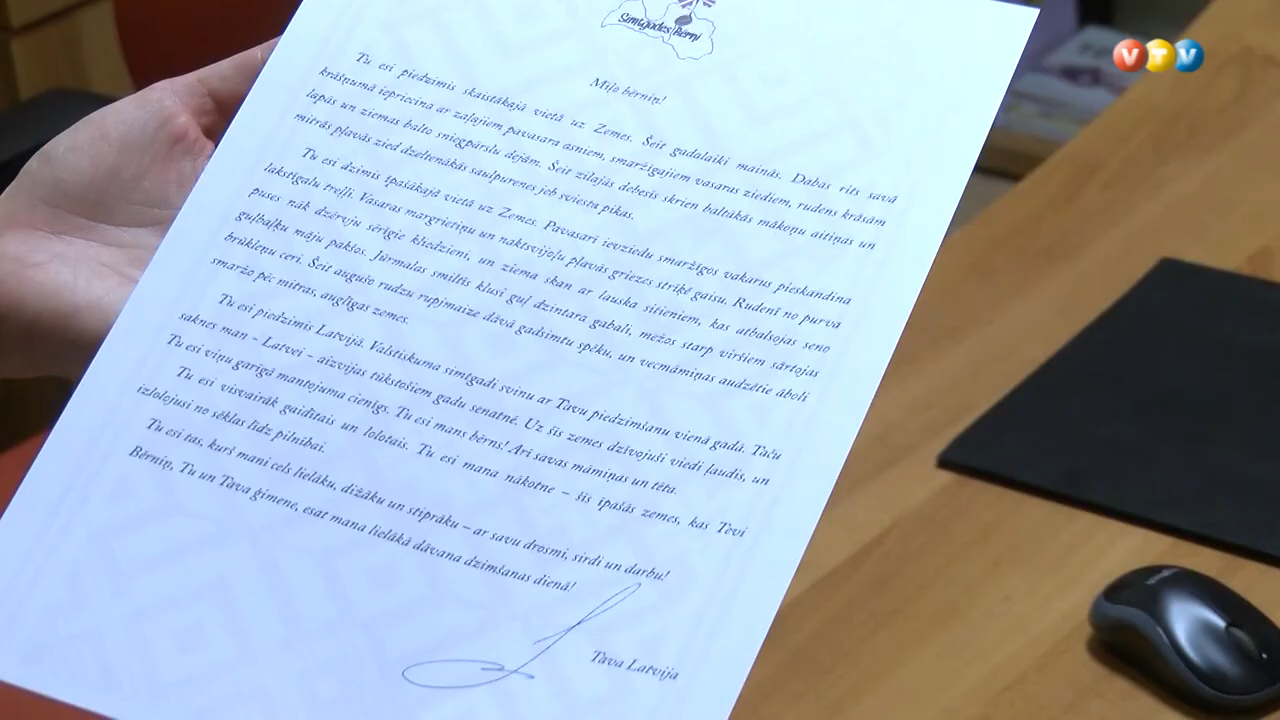 Simtgades Bērni
VTV
Mīļo bērniņ!
Tu esi piedzimis skaistākajā vietā uz Zemes. Šeit gadalaiki mainās. Dabas rits savā
krāšņumā iepriecina ar zaļajiem pavasara asniem, smaržīgajiem vasaras ziediem, rudens krāsām
lapās un ziemas balto sniegpārslu dejām. Šeit zilajās debesīs skrien baltākās mākoņu aitiņas un
mitrās pļavās zied dzeltenākās saulpurenes jeb sviesta pikas.
Tu esi dzimis īpašākajā vietā uz Zemes. Pavasarī ievziedu smaržīgos vakarus pieskandina
lakstīgalu treļļi. Vasaras margrietiņu un naktsvijoļu pļavās griezes strīķē gaisu. Rudenī no purva
puses nāk dzērvju sērīgie kliedzieni, un ziema skan ar lauska sitieniem, kas atbalsojas seno
guļbaļķu māju pakšos. Jūrmalas smiltīs klusi guļ dzintara gabali, mežos starp viršiem sārtojas
brūkleņu ceri. Šeit augušo rudzu rupjmaize dāvā gadsimtu spēku, un vecmāmiņas audzētie āboli
smaržo pēc mitras, auglīgas zemes.
Tu esi piedzimis Latvijā. Valstiskuma simtgadi svinu ar Tavu piedzimšanu vienā gadā. Taču
saknes man – Latvei – aizvijas tūkstošiem gadu senatnē. Uz šīs zemes dzīvojuši viedi ļaudis, un
Tu esi viņu garīgā mantojuma cienīgs. Tu esi mans bērns! Arī savas māmiņas un tēta.
Tu esi visvairāk gaidītais un lolotais. Tu esi mana nākotne – šīs īpašās zemes, kas Tevi
izlolojusi no sēklas līdz pilnībai.
Tu esi tas, kurš mani cels lielāku, dižāku un stiprāku – ar savu drosmi, sirdi un darbu!
Bērniņ, Tu un Tava ģimene, esat mana lielākā dāvana dzimšanas dienā!
Tava Latvija